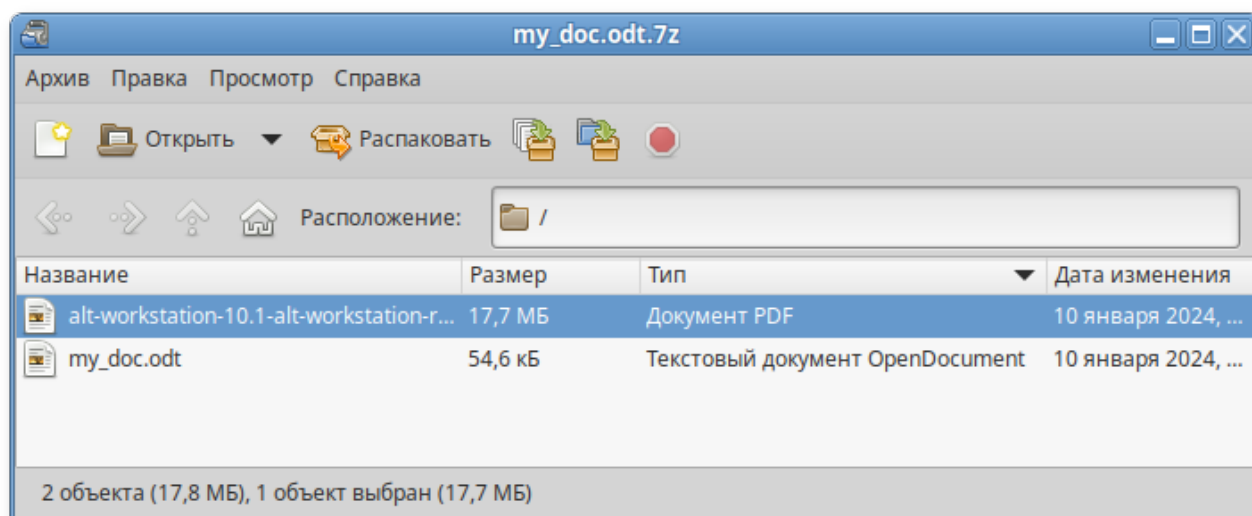 my_doc.odt.7z
Архив Правка Просмотр Справка
Открыть Распаковать
Расположение: /
Название Размер Тип Дата изменения
alt-workstation-10.1-alt-workstation-r... 17,7 МБ Документ PDF 10 января 2024, ...
my_doc.odt 54,6 кБ Текстовый документ OpenDocument 10 января 2024, ...
2 объекта (17,8 МБ), 1 объект выбран (17,7 МБ)